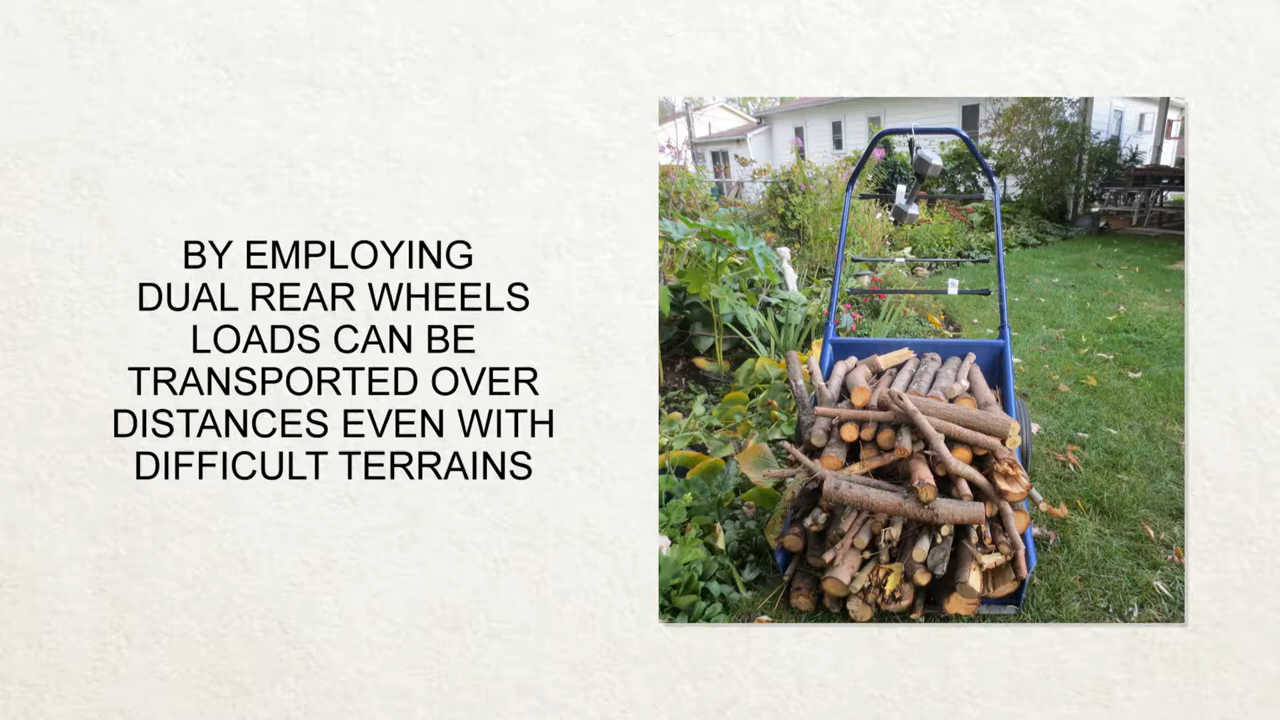 BY EMPLOYING
DUAL REAR WHEELS
LOADS CAN BE
TRANSPORTED OVER
DISTANCES EVEN WITH
DIFFICULT TERRAINS